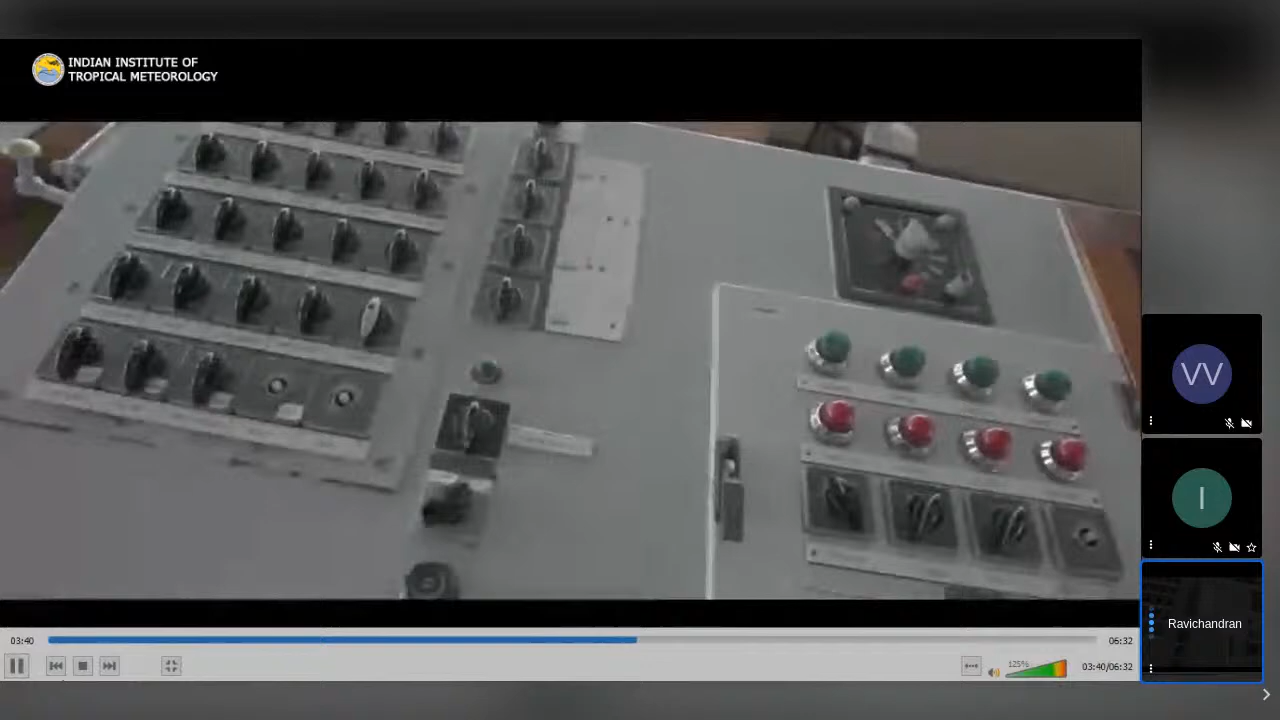 INDIAN INSTITUTE OF
TROPICAL METEOROLOGY
VV
I
Ravichandran
03:40
06:32
125%
03:40/06:32